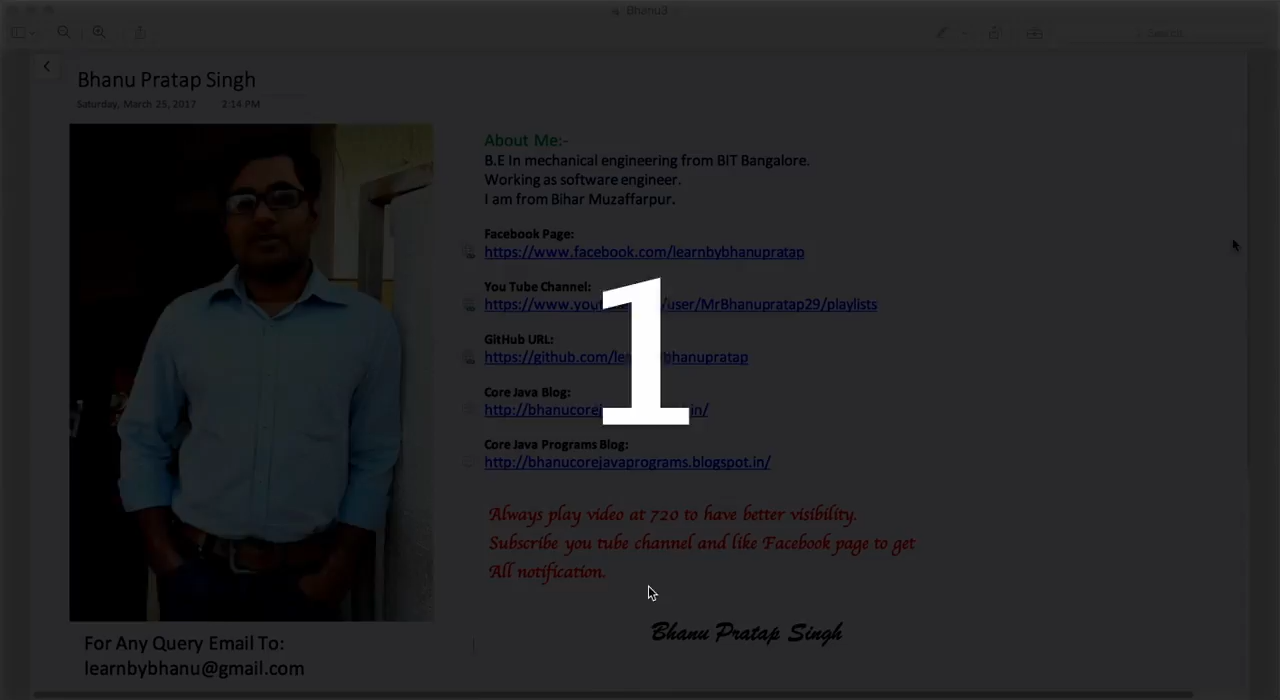 Bhanu3
Search
Bhanu Pratap Singh
Saturday, March 25, 2017 2:14 PM
About Me:-
B.E In mechanical engineering from BIT Bangalore.
Working as software engineer.
I am from Bihar Muzaffarpur.
Facebook Page:
https://www.facebook.com/learnbybhanupratap
You Tube Channel:
https://www.you /user/MrBhanupratap29/playlists
GitHub URL:
https://github.com/le bhanupratap
1
Core Java Blog:
http://bhanucorej in/
Core Java Programs Blog:
http://bhanucorejavaprograms.blogspot.in/
Always play video at 720 to have better visibility.
Subscribe you tube channel and like Facebook page to get
All notification.
Bhanu Pratap Singh
For Any Query Email To:
learnbybhanu@gmail.com